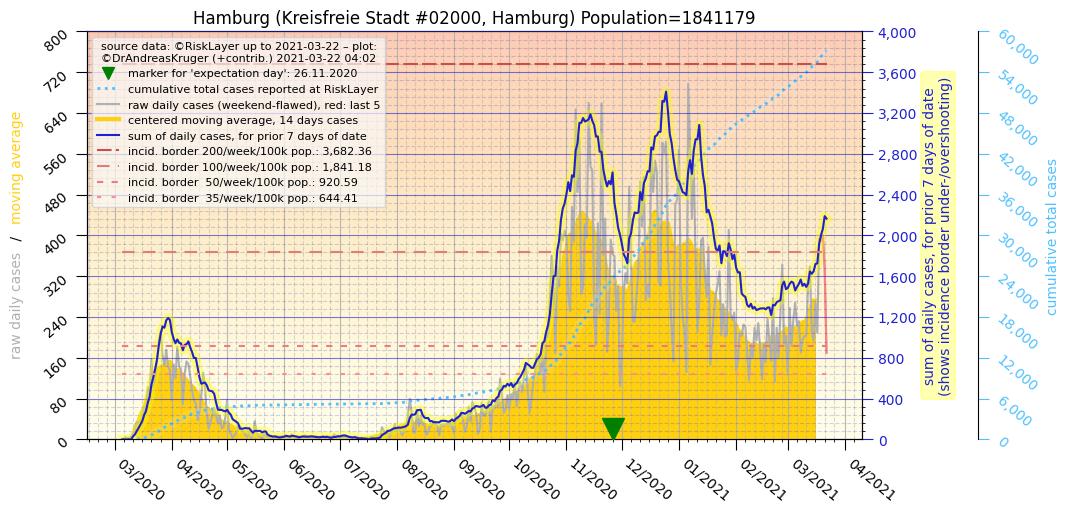 Hamburg (Kreisfreie Stadt #02000, Hamburg) Population=1841179
source data: ©RiskLayer up to 2021-03-22 – plot:
©DrAndreasKruger (+contrib.) 2021-03-22 04:02
marker for 'expectation day': 26.11.2020
cumulative total cases reported at RiskLayer
raw daily cases (weekend-flawed), red: last 5
centered moving average, 14 days cases
sum of daily cases, for prior 7 days of date
incid. border 200/week/100k pop.: 3,682.36
incid. border 100/week/100k pop.: 1,841.18
incid. border  50/week/100k pop.: 920.59
incid. border  35/week/100k pop.: 644.41
raw daily cases / moving average
800
720
640
560
480
400
320
240
160
80
0
03/2020
04/2020
05/2020
06/2020
07/2020
08/2020
09/2020
10/2020
11/2020
12/2020
01/2021
02/2021
03/2021
04/2021
4,000
3,600
3,200
2,800
2,400
2,000
1,600
1,200
800
400
0
sum of daily cases, for prior 7 days of date
(shows incidence border under-/overshooting)
60,000
54,000
48,000
42,000
36,000
30,000
24,000
18,000
12,000
6,000
0
cumulative total cases